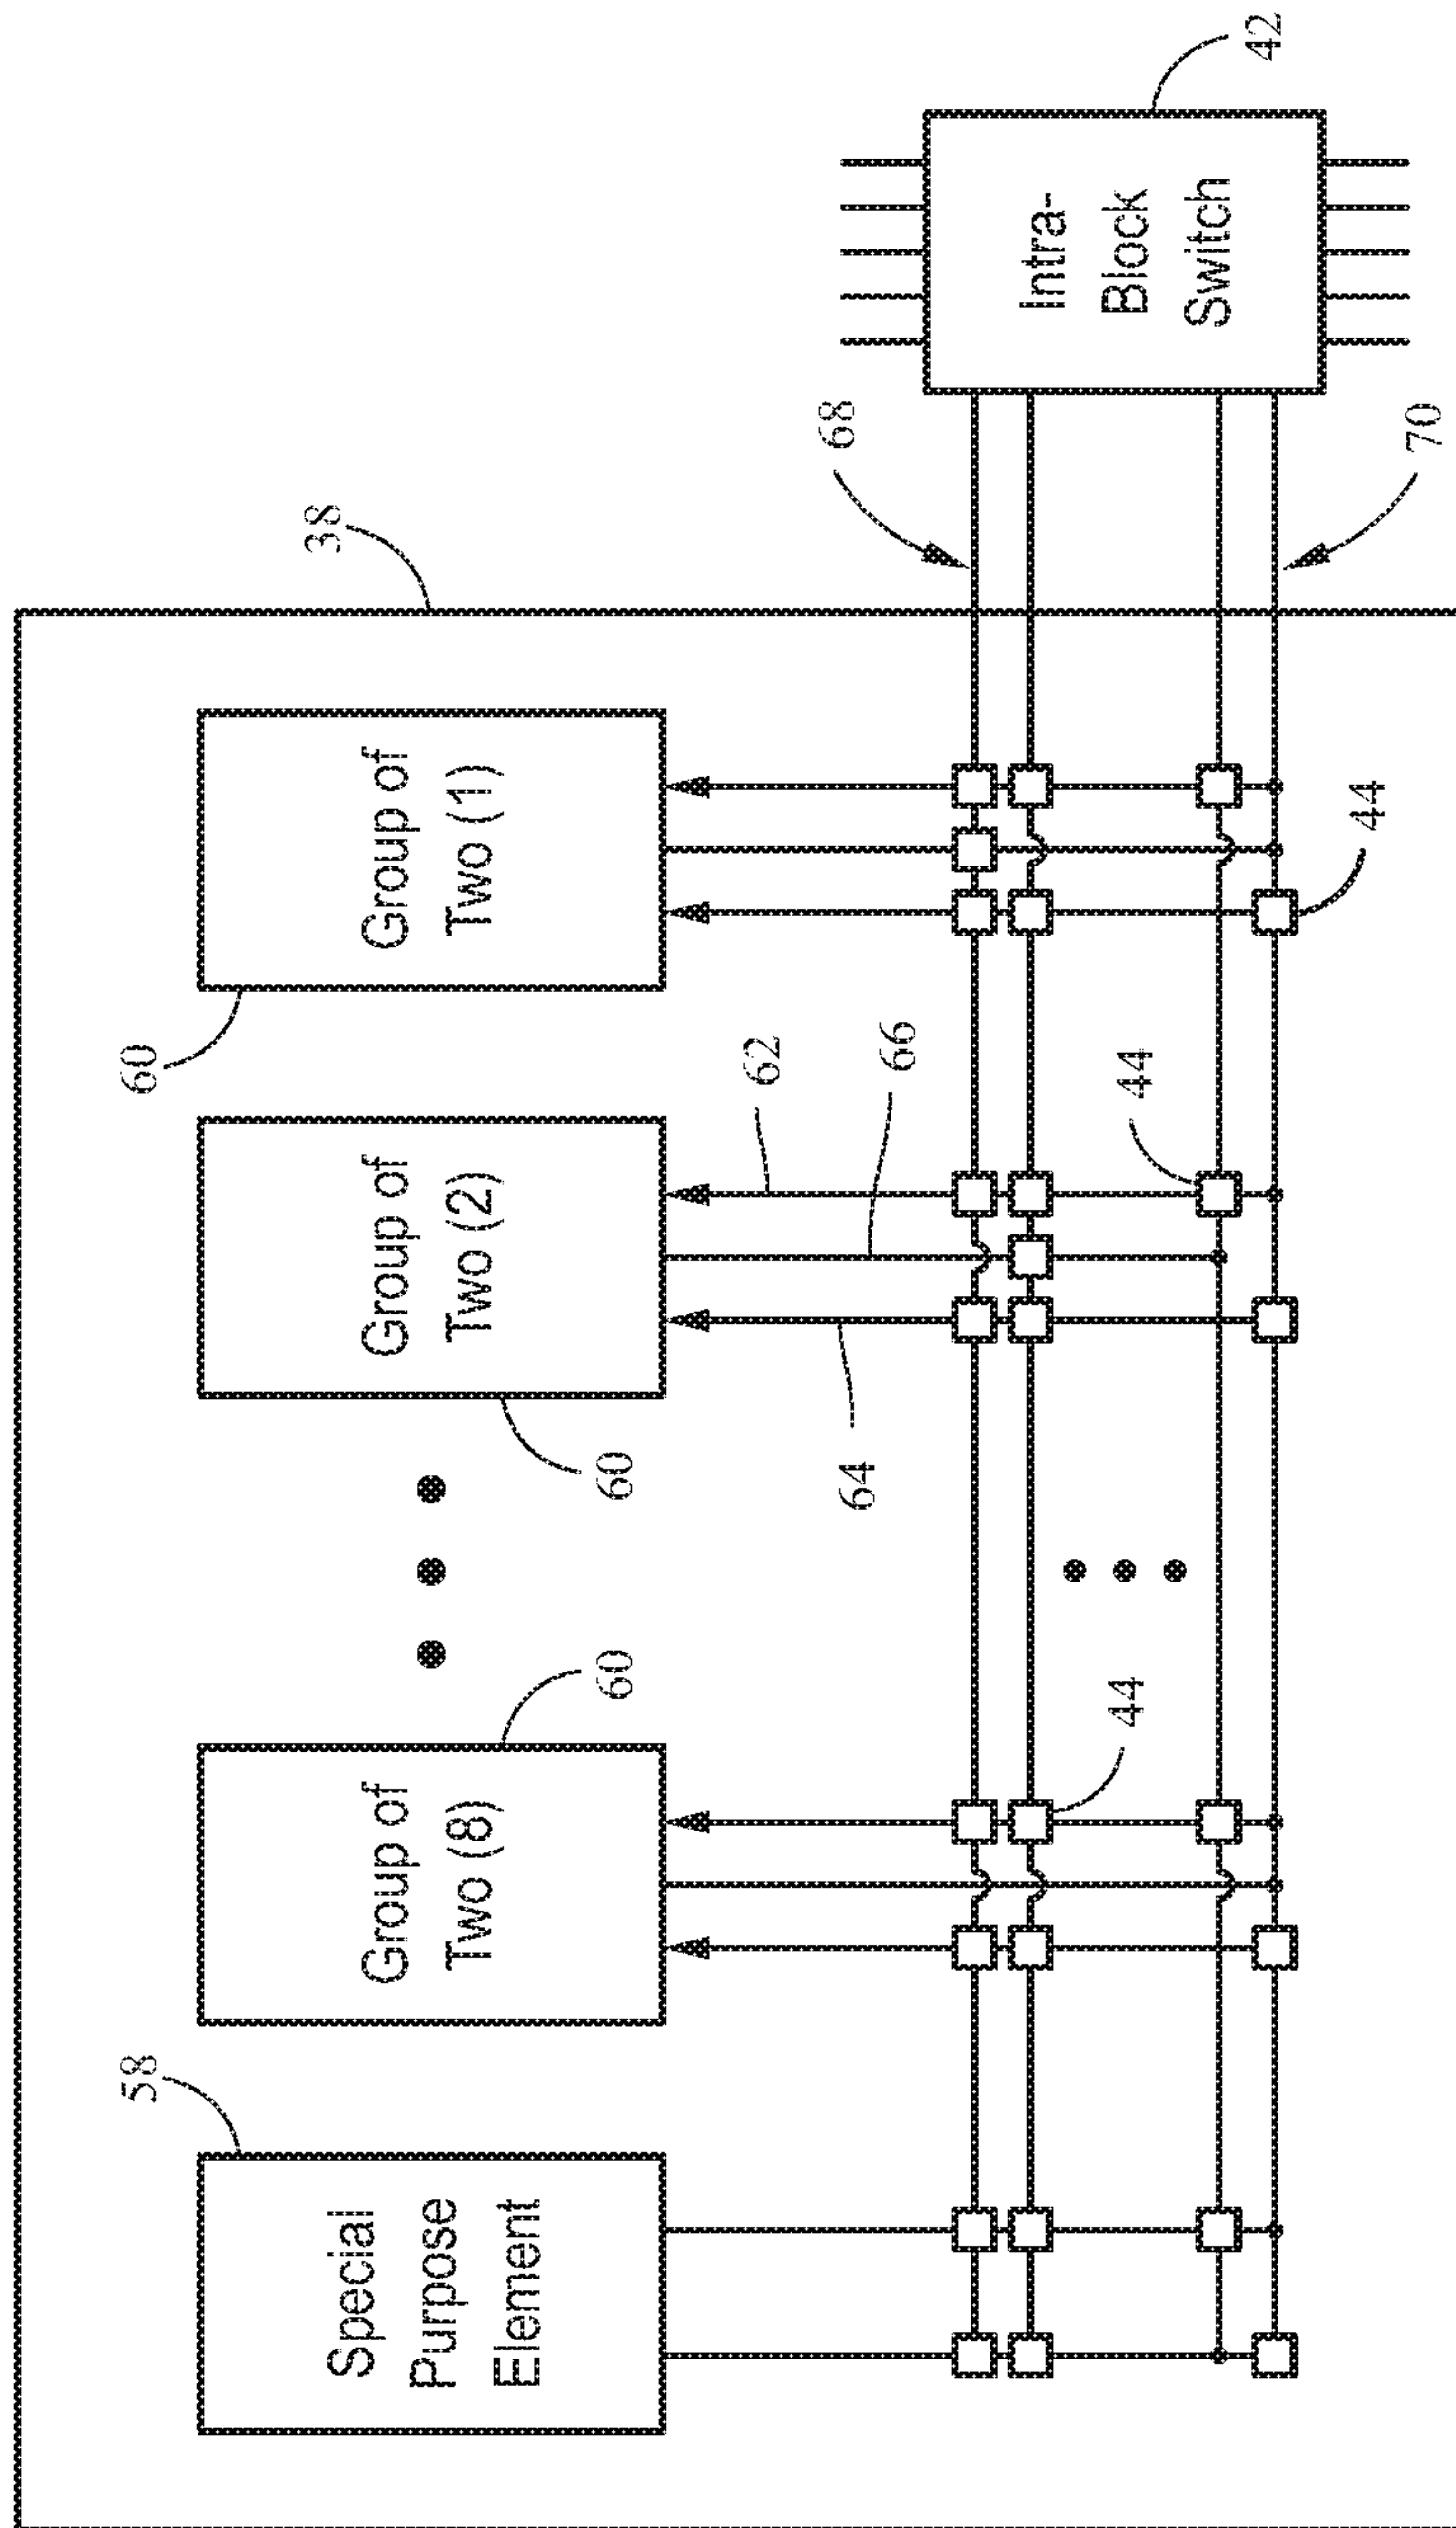 58
Special
Purpose
Element
Group of
Two (8)
60
Group of
Two (2)
60
Group of
Two (1)
60
38
44
64
62
66
44
44
68
70
Intra-
Block
Switch
42